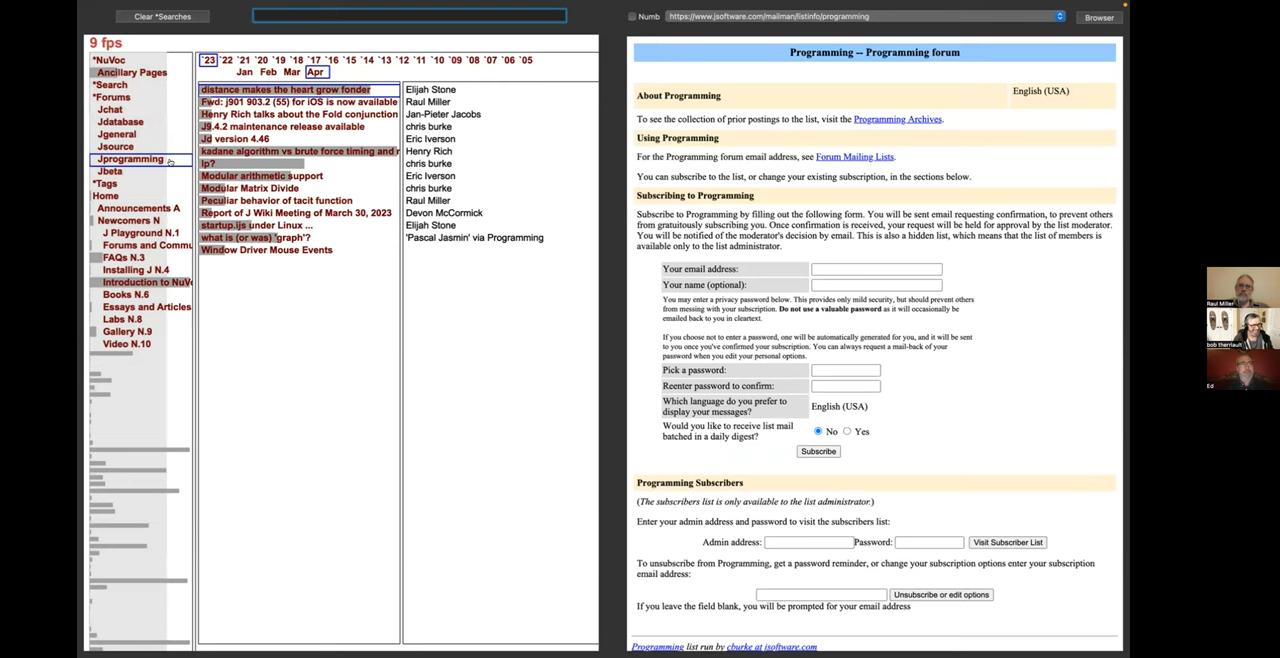 Clear *Searches
Numb
https://www.jsoftware.com/mailman/listinfo/programming
Browser
9 fps
*NuVoc
Ancillary Pages
*Search
*Forums
Jchat
Jdatabase
Jgeneral
Jsource
Jprogramming
Jbeta
*Tags
Home
Announcements A
Newcomers N
J Playground N.1
Forums and Commu
FAQs N.3
Installing J N.4
Introduction to NuVo
Books N.6
Essays and Articles
Labs N.8
Gallery N.9
Video N.10
`23 `22 `21 `20 `19 `18 `17 `16 `15 `14 `13 `12 `11 `10 `09 `08 `07 `06 `05
Jan Feb Mar Apr
distance makes the heart grow fonder Elijah Stone
Fwd: j901 903.2 (55) for iOS is now available Raul Miller
Henry Rich talks about the Fold conjunction Jan-Pieter Jacobs
J9.4.2 maintenance release available chris burke
Jd version 4.46 Eric Iverson
kadane algorithm vs brute force timing and r Henry Rich
lp? chris burke
Modular arithmetic support Eric Iverson
Modular Matrix Divide chris burke
Peculiar behavior of tacit function Raul Miller
Report of J Wiki Meeting of March 30, 2023 Devon McCormick
startup.ijs under Linux ... Elijah Stone
what is (or was) 'graph'? 'Pascal Jasmin' via Programming
Window Driver Mouse Events
Programming -- Programming forum
About Programming
English (USA)
To see the collection of prior postings to the list, visit the Programming Archives.
Using Programming
For the Programming forum email address, see Forum Mailing Lists.
You can subscribe to the list, or change your existing subscription, in the sections below.
Subscribing to Programming
Subscribe to Programming by filling out the following form. You will be sent email requesting confirmation, to prevent others
from gratuitously subscribing you. Once confirmation is received, your request will be held for approval by the list moderator.
You will be notified of the moderator's decision by email. This is also a hidden list, which means that the list of members is
available only to the list administrator.
Your email address:
Your name (optional):
You may enter a privacy password below. This provides only mild security, but should prevent others
from messing with your subscription. Do not use a valuable password as it will occasionally be
emailed back to you in cleartext.
If you choose not to enter a password, one will be automatically generated for you, and it will be sent
to you once you've confirmed your subscription. You can always request a mail-back of your
password when you edit your personal options.
Pick a password:
Reenter password to confirm:
Which language do you prefer to
display your messages?
English (USA)
Would you like to receive list mail
batched in a daily digest?
No Yes
Subscribe
Programming Subscribers
(The subscribers list is only available to the list administrator.)
Enter your admin address and password to visit the subscribers list:
Admin address: Password: Visit Subscriber List
To unsubscribe from Programming, get a password reminder, or change your subscription options enter your subscription
email address:
Unsubscribe or edit options
If you leave the field blank, you will be prompted for your email address
Programming list run by cburke at jsoftware.com
Raul Miller
bob therriault
Ed